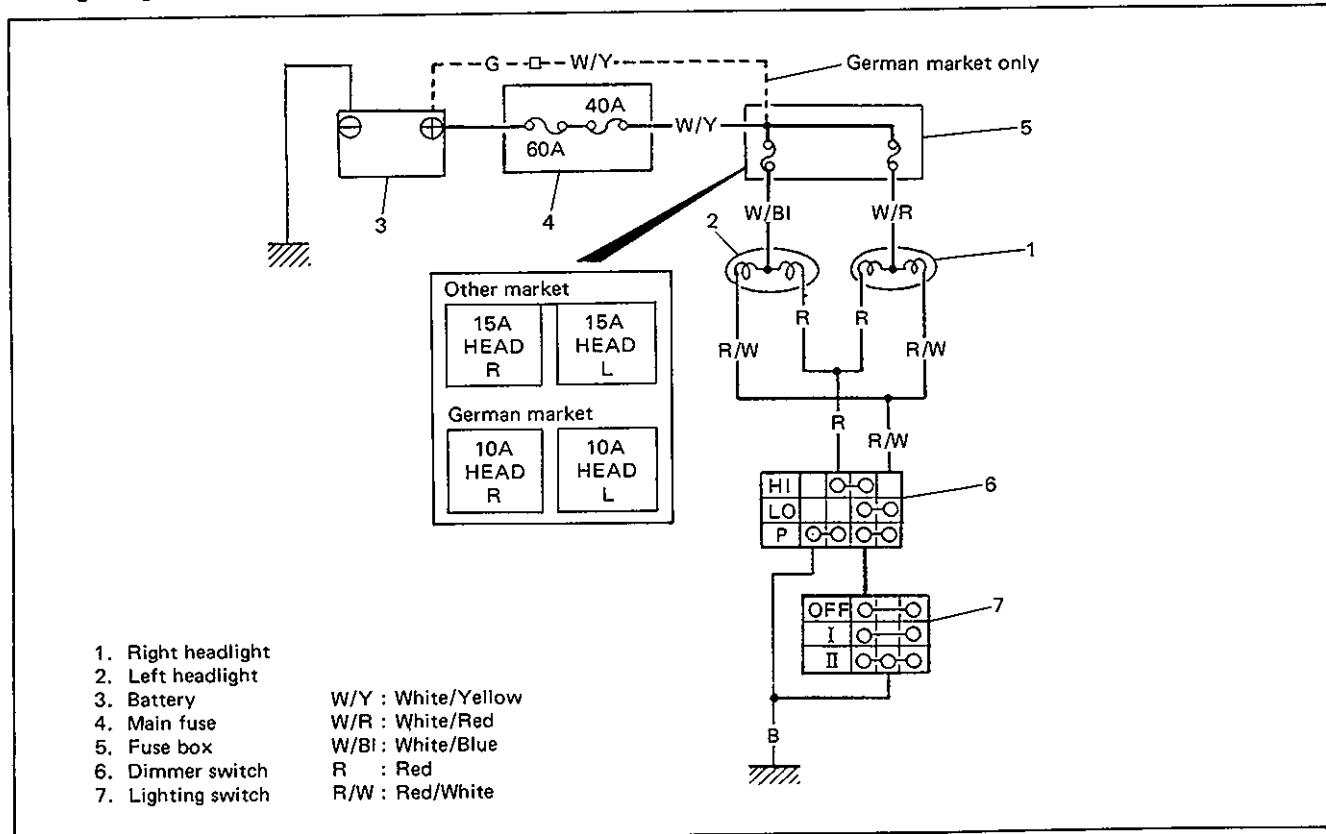 G W/Y
German market only
40A
60A
W/Y
5
3
4
W/Bl
W/R
2
1
Other market
15A HEAD R
15A HEAD L
German market
10A HEAD R
10A HEAD L
R
R
R/W
R/W
R
R/W
HI
LO
P
6
OFF
I
II
7
B
1. Right headlight
2. Left headlight
3. Battery
4. Main fuse
5. Fuse box
6. Dimmer switch
7. Lighting switch
W/Y : White/Yellow
W/R : White/Red
W/Bl : White/Blue
R : Red
R/W : Red/White